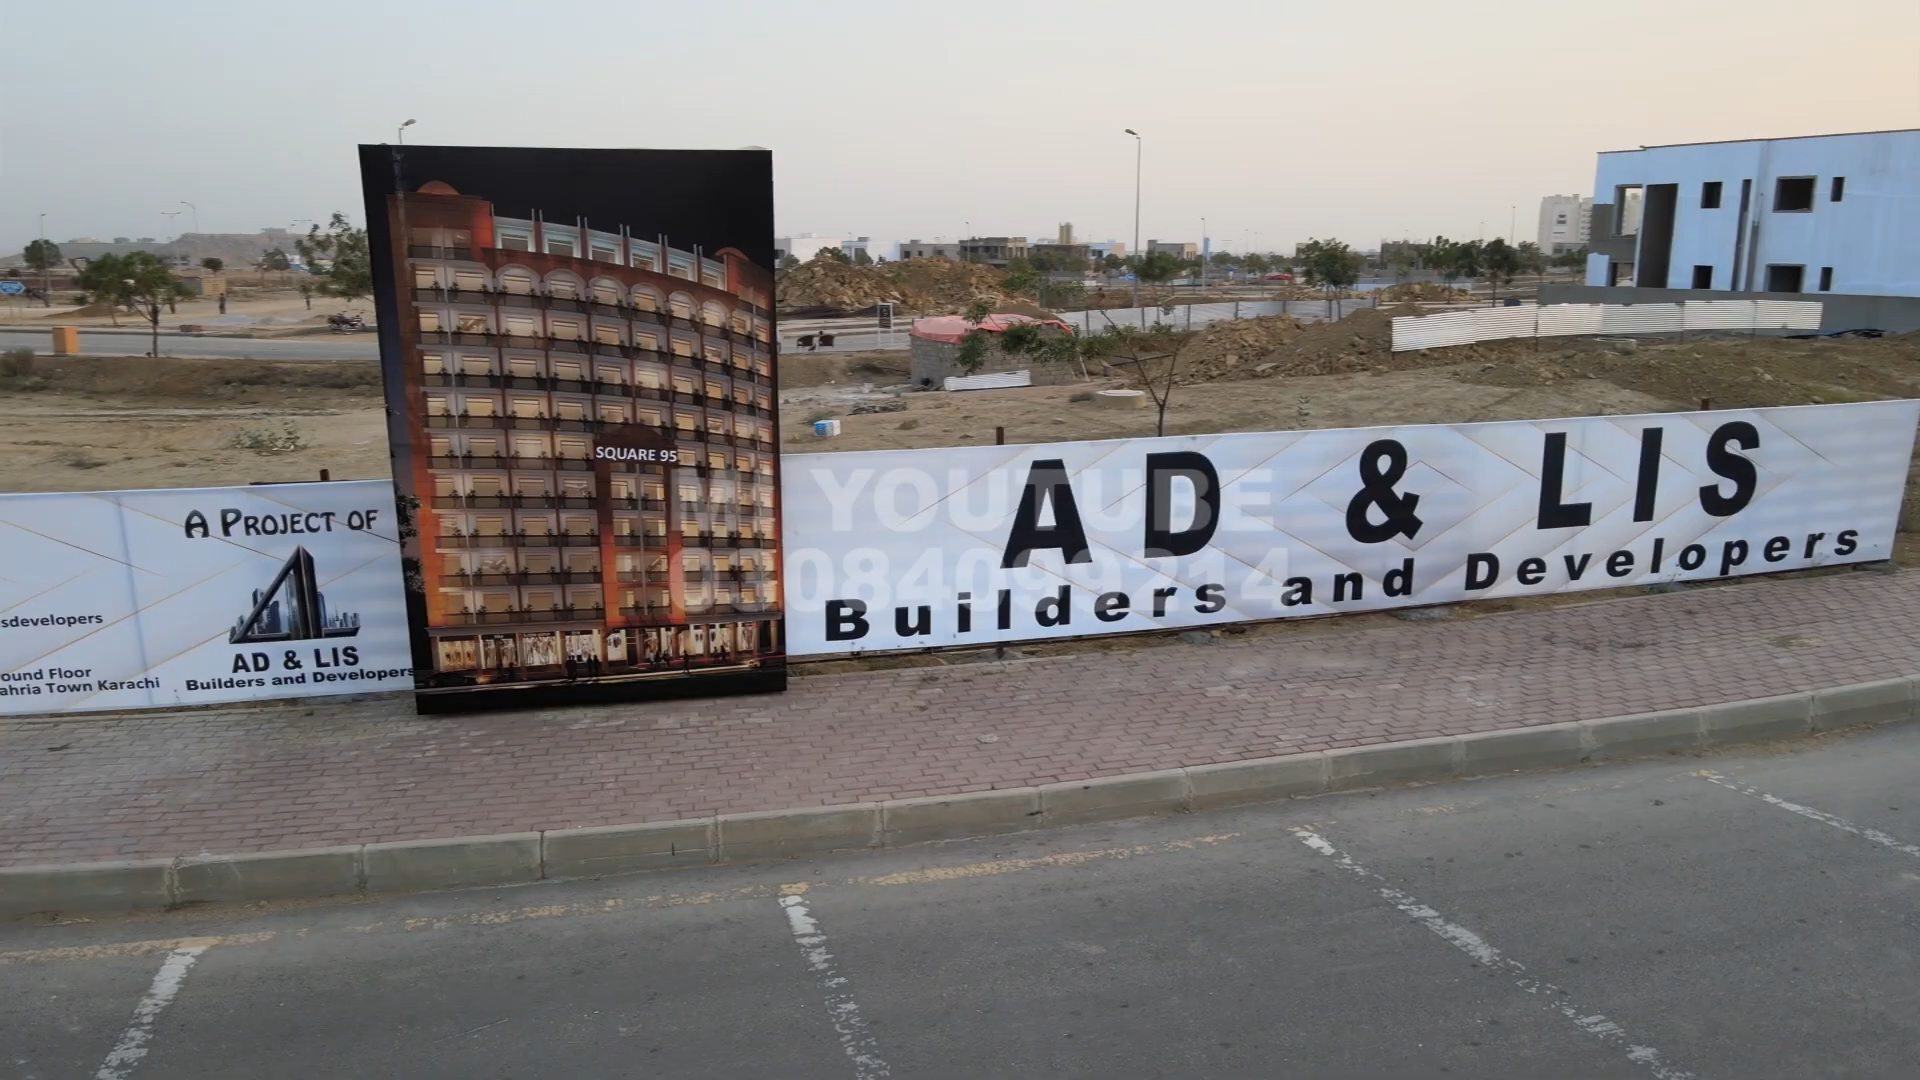 A PROJECT OF
sdevelopers
AD & LIS
Builders and Developers
ound Floor
ahria Town Karachi
SQUARE 95
AD & LIS
Builders and Developers
YOUTUBE
03084099214